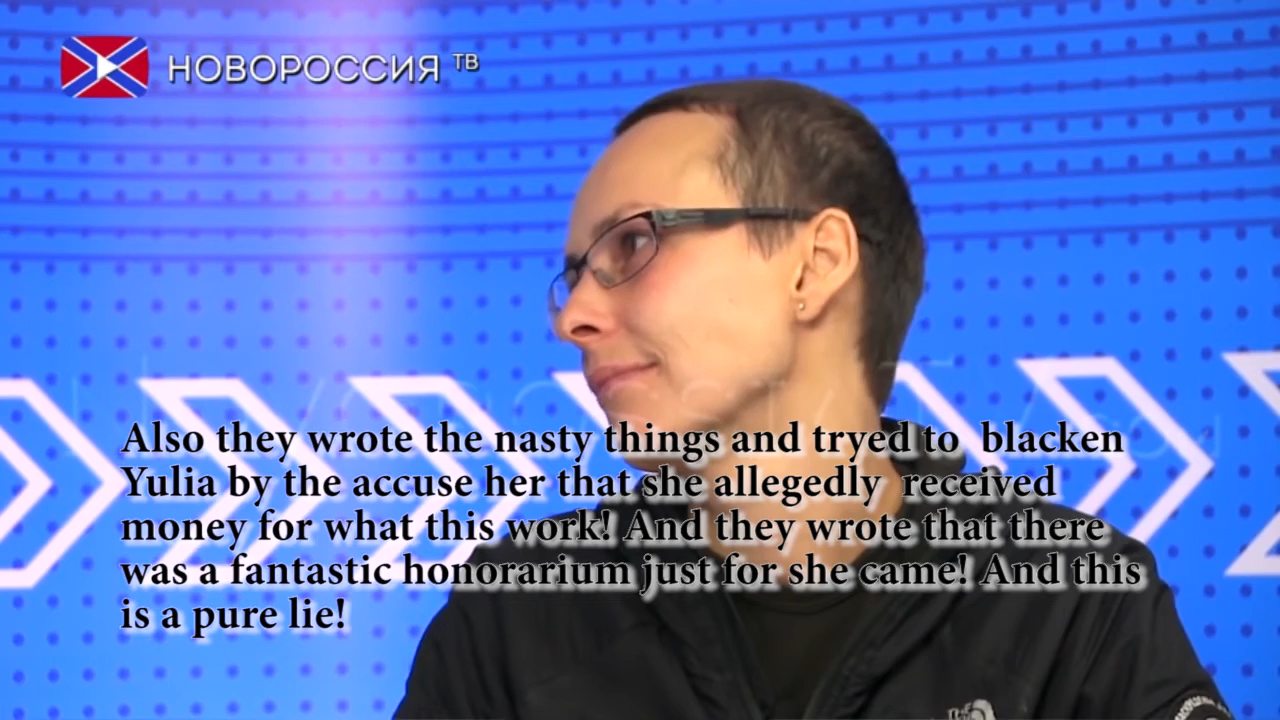 НОВОРОССИЯ ТВ
Also they wrote the nasty things and tryed to blacken
Yulia by the accuse her that she allegedly received
money for what this work! And they wrote that there
was a fantastic honorarium just for she came! And this
is a pure lie!